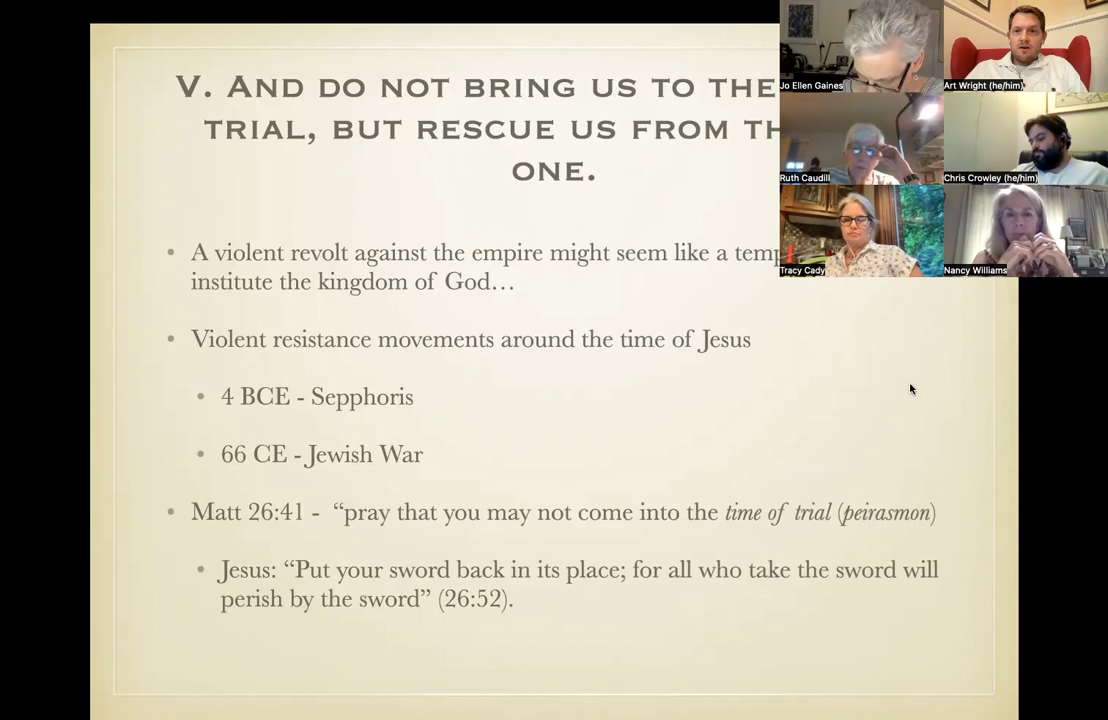 V. AND DO NOT BRING US TO THE
TRIAL, BUT RESCUE US FROM
ONE.
• A violent revolt against the empire might seem like a
institute the kingdom of God…
• Violent resistance movements around the time of Jesus
• 4 BCE - Sepphoris
• 66 CE - Jewish War
• Matt 26:41 - “pray that you may not come into the time of trial (peirasmon)
• Jesus: “Put your sword back in its place; for all who take the sword will
perish by the sword” (26:52).
Jo Ellen Gaines
Art Wright (he/him)
Ruth Caudill
Chris Crowley (he/him)
Tracy Cady
Nancy Williams